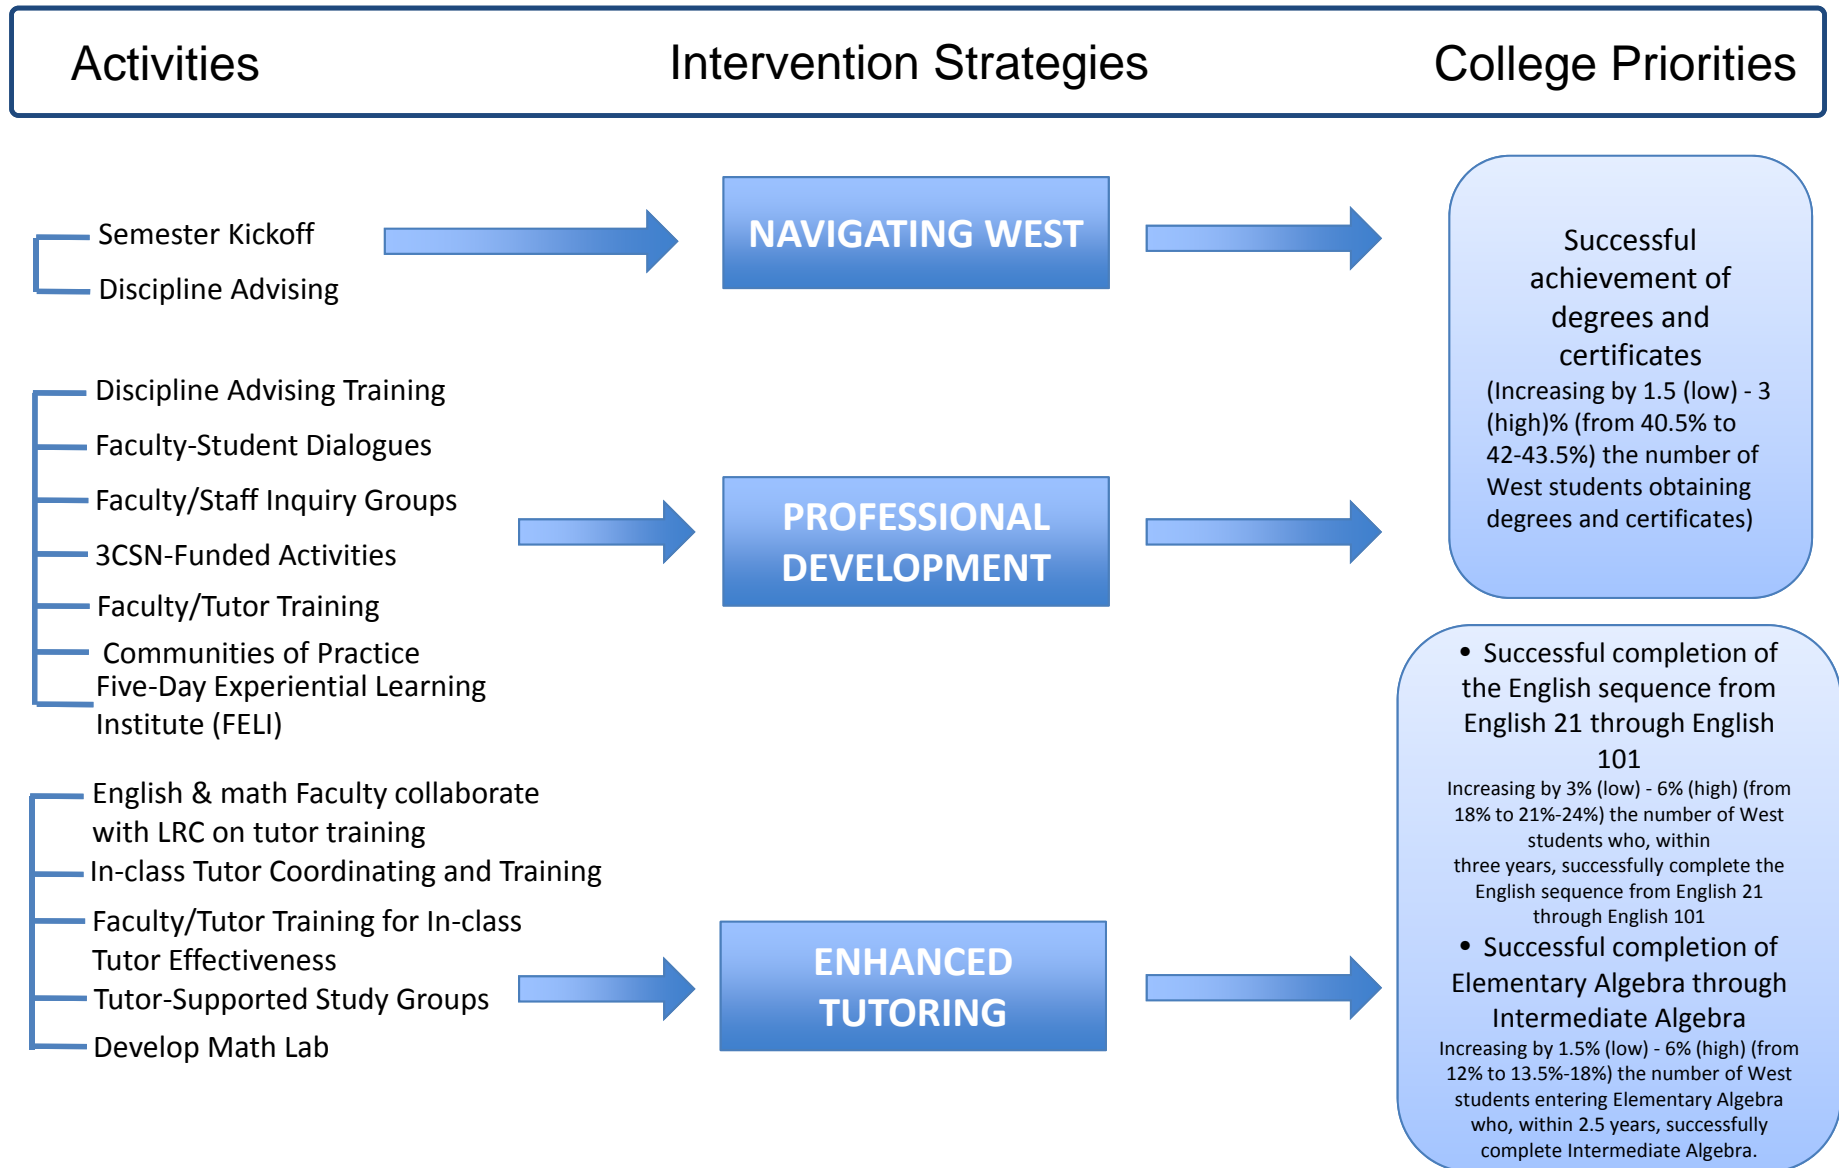 Activities
Intervention Strategies
College Priorities
Semester Kickoff
Discipline Advising
NAVIGATING WEST
Successful
achievement of
degrees and
certificates
(Increasing by 1.5 (low) - 3
(high)% (from 40.5% to
42-43.5%) the number of
West students obtaining
degrees and certificates)
Discipline Advising Training
Faculty-Student Dialogues
Faculty/Staff Inquiry Groups
3CSN-Funded Activities
Faculty/Tutor Training
Communities of Practice
Five-Day Experiential Learning
Institute (FELI)
PROFESSIONAL
DEVELOPMENT
English & math Faculty collaborate
with LRC on tutor training
In-class Tutor Coordinating and Training
Faculty/Tutor Training for In-class
Tutor Effectiveness
Tutor-Supported Study Groups
Develop Math Lab
ENHANCED
TUTORING
• Successful completion of
the English sequence from
English 21 through English
101
Increasing by 3% (low) - 6% (high) (from
18% to 21%-24%) the number of West
students who, within
three years, successfully complete the
English sequence from English 21
through English 101
• Successful completion of
Elementary Algebra through
Intermediate Algebra
Increasing by 1.5% (low) - 6% (high) (from
12% to 13.5%-18%) the number of West
students entering Elementary Algebra
who, within 2.5 years, successfully
complete Intermediate Algebra.